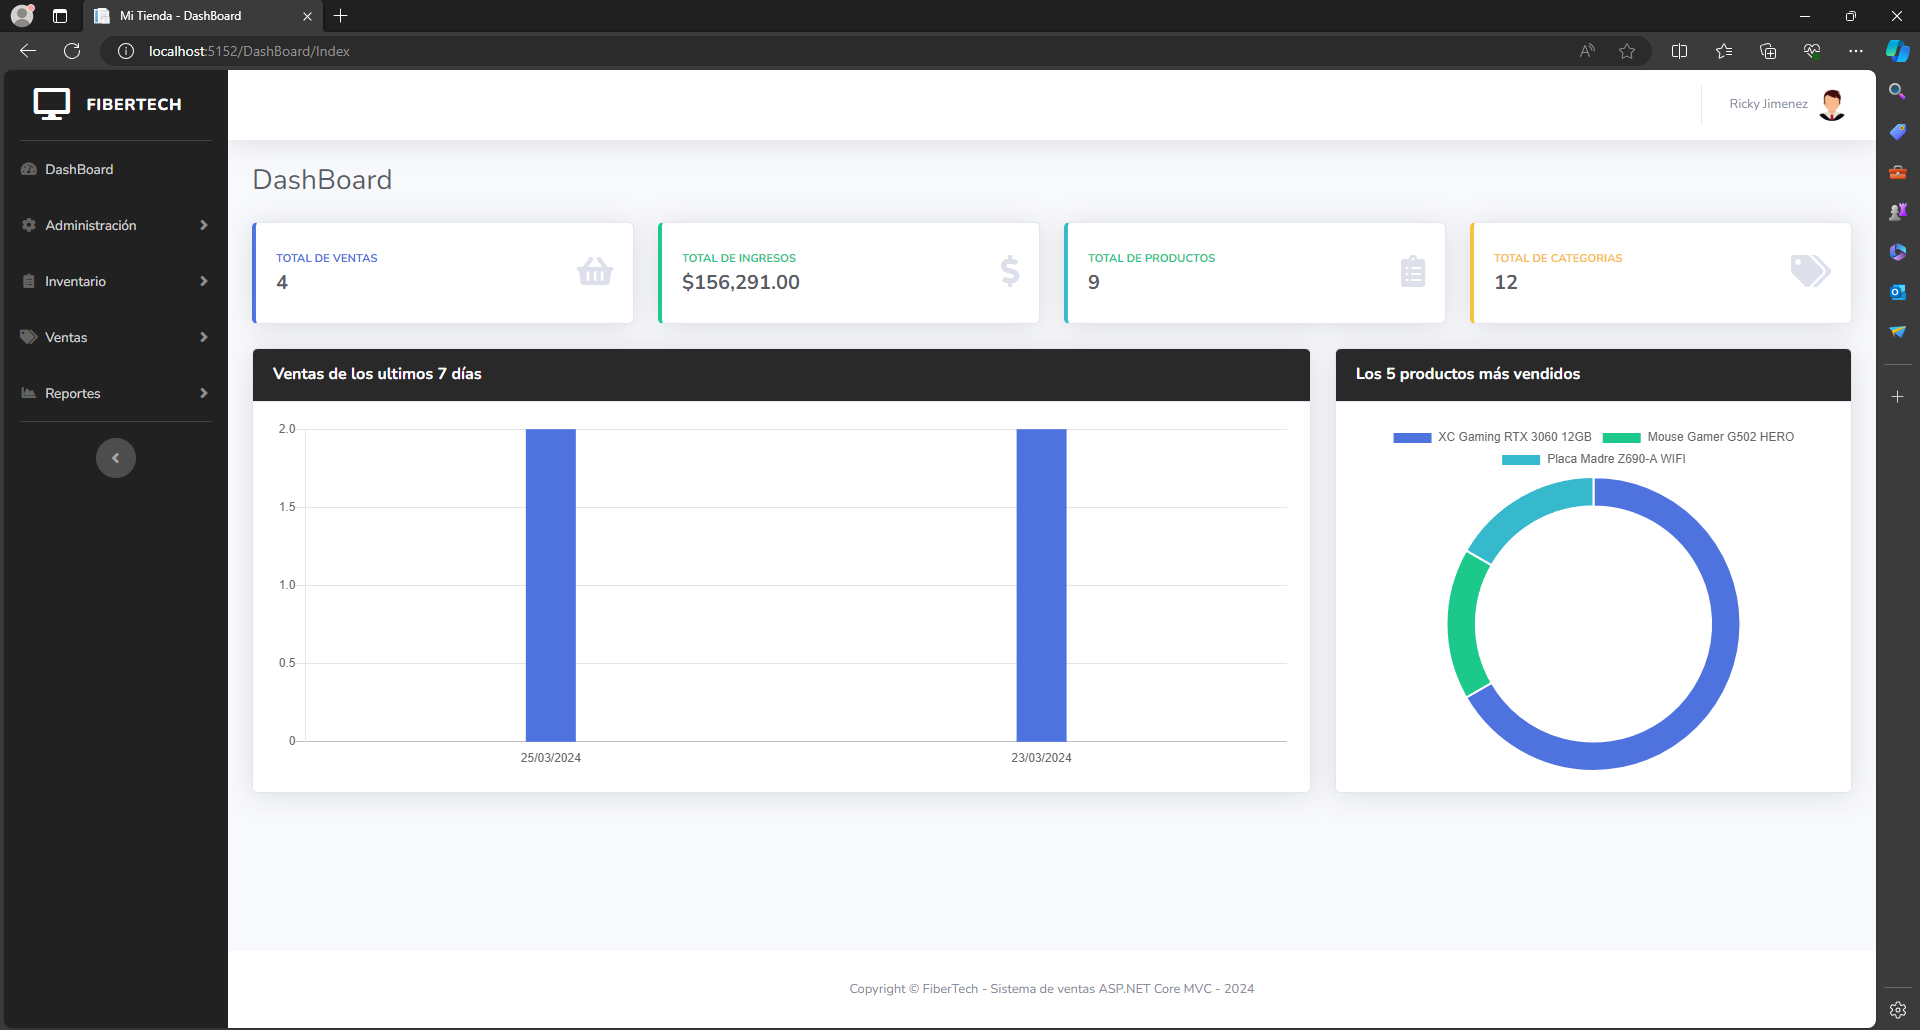 Mi Tienda - DashBoard
localhost:5152/DashBoard/Index
FIBERTECH
Ricky Jimenez
DashBoard
Administración
Inventario
Ventas
Reportes
DashBoard
TOTAL DE VENTAS
4
TOTAL DE INGRESOS
$156,291.00
TOTAL DE PRODUCTOS
9
TOTAL DE CATEGORIAS
12
Ventas de los ultimos 7 días
2.0
1.5
1.0
0.5
0
25/03/2024
23/03/2024
Los 5 productos más vendidos
XC Gaming RTX 3060 12GB
Mouse Gamer G502 HERO
Placa Madre Z690-A WIFI
Copyright © FiberTech - Sistema de ventas ASP.NET Core MVC - 2024